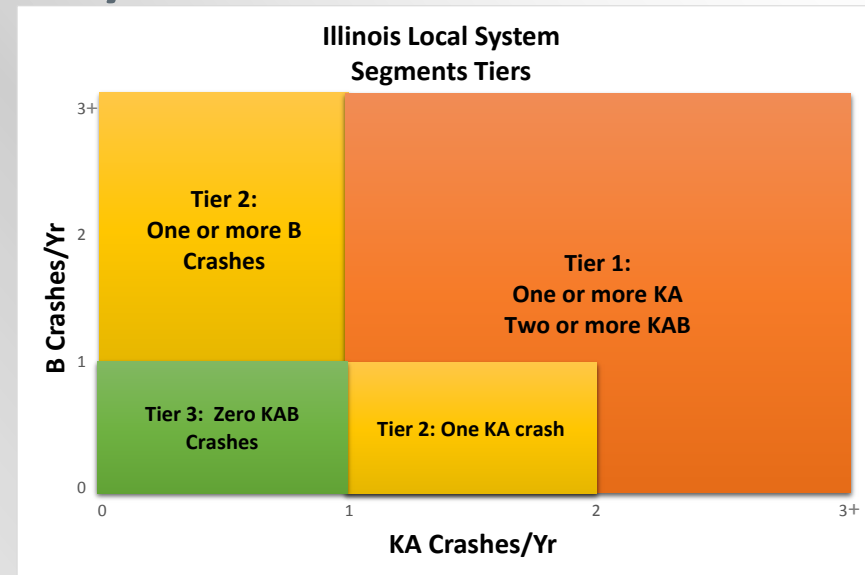 Illinois Local System
Segments Tiers
3+
2
1
0
B Crashes/Yr
Tier 2:
One or more B
Crashes
Tier 1:
One or more KA
Two or more KAB
Tier 3: Zero KAB
Crashes
Tier 2: One KA crash
0
1
2
3+
KA Crashes/Yr